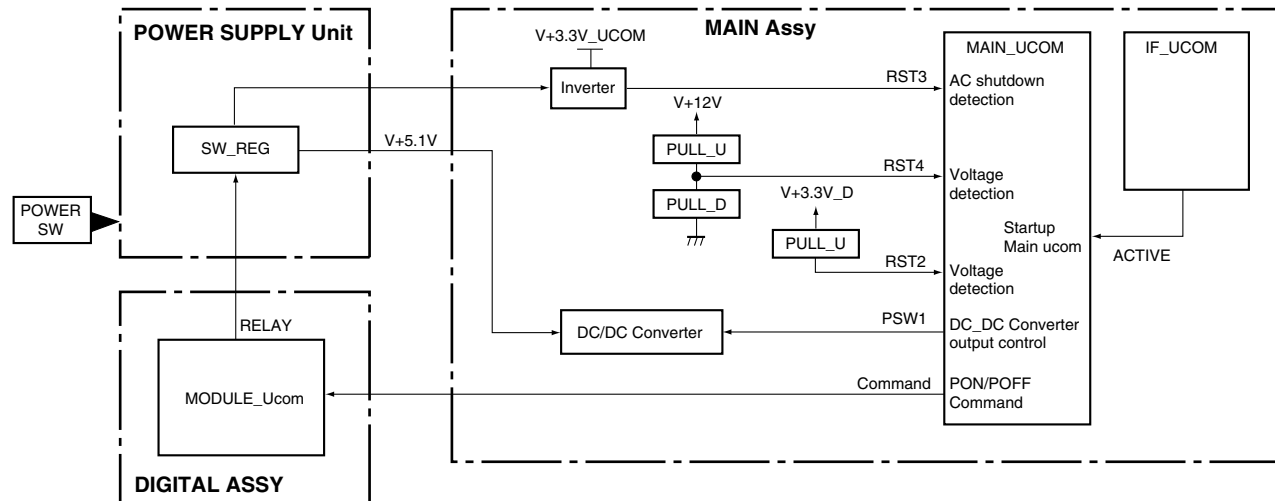 POWER SUPPLY Unit
SW_REG
POWER
SW
V+5.1V
RELAY
MODULE_Ucom
DIGITAL ASSY
MAIN Assy
V+3.3V_UCOM
Inverter
RST3
V+12V
PULL_U
RST4
PULL_D
V+3.3V_D
PULL_U
RST2
DC/DC Converter
PSW1
Command
MAIN_UCOM
AC shutdown
detection
Voltage
detection
Startup
Main ucom
Voltage
detection
DC_DC Converter
output control
PON/POFF
Command
IF_UCOM
ACTIVE